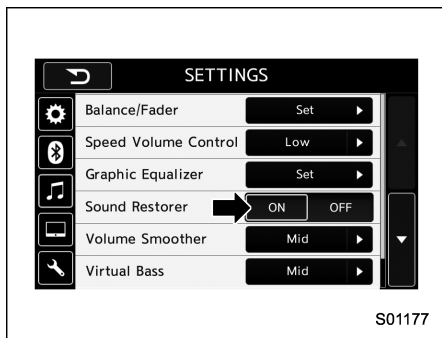 SETTINGS
Balance/Fader Set
Speed Volume Control Low
Graphic Equalizer Set
Sound Restorer ON OFF
Volume Smoother Mid
Virtual Bass Mid
S01177